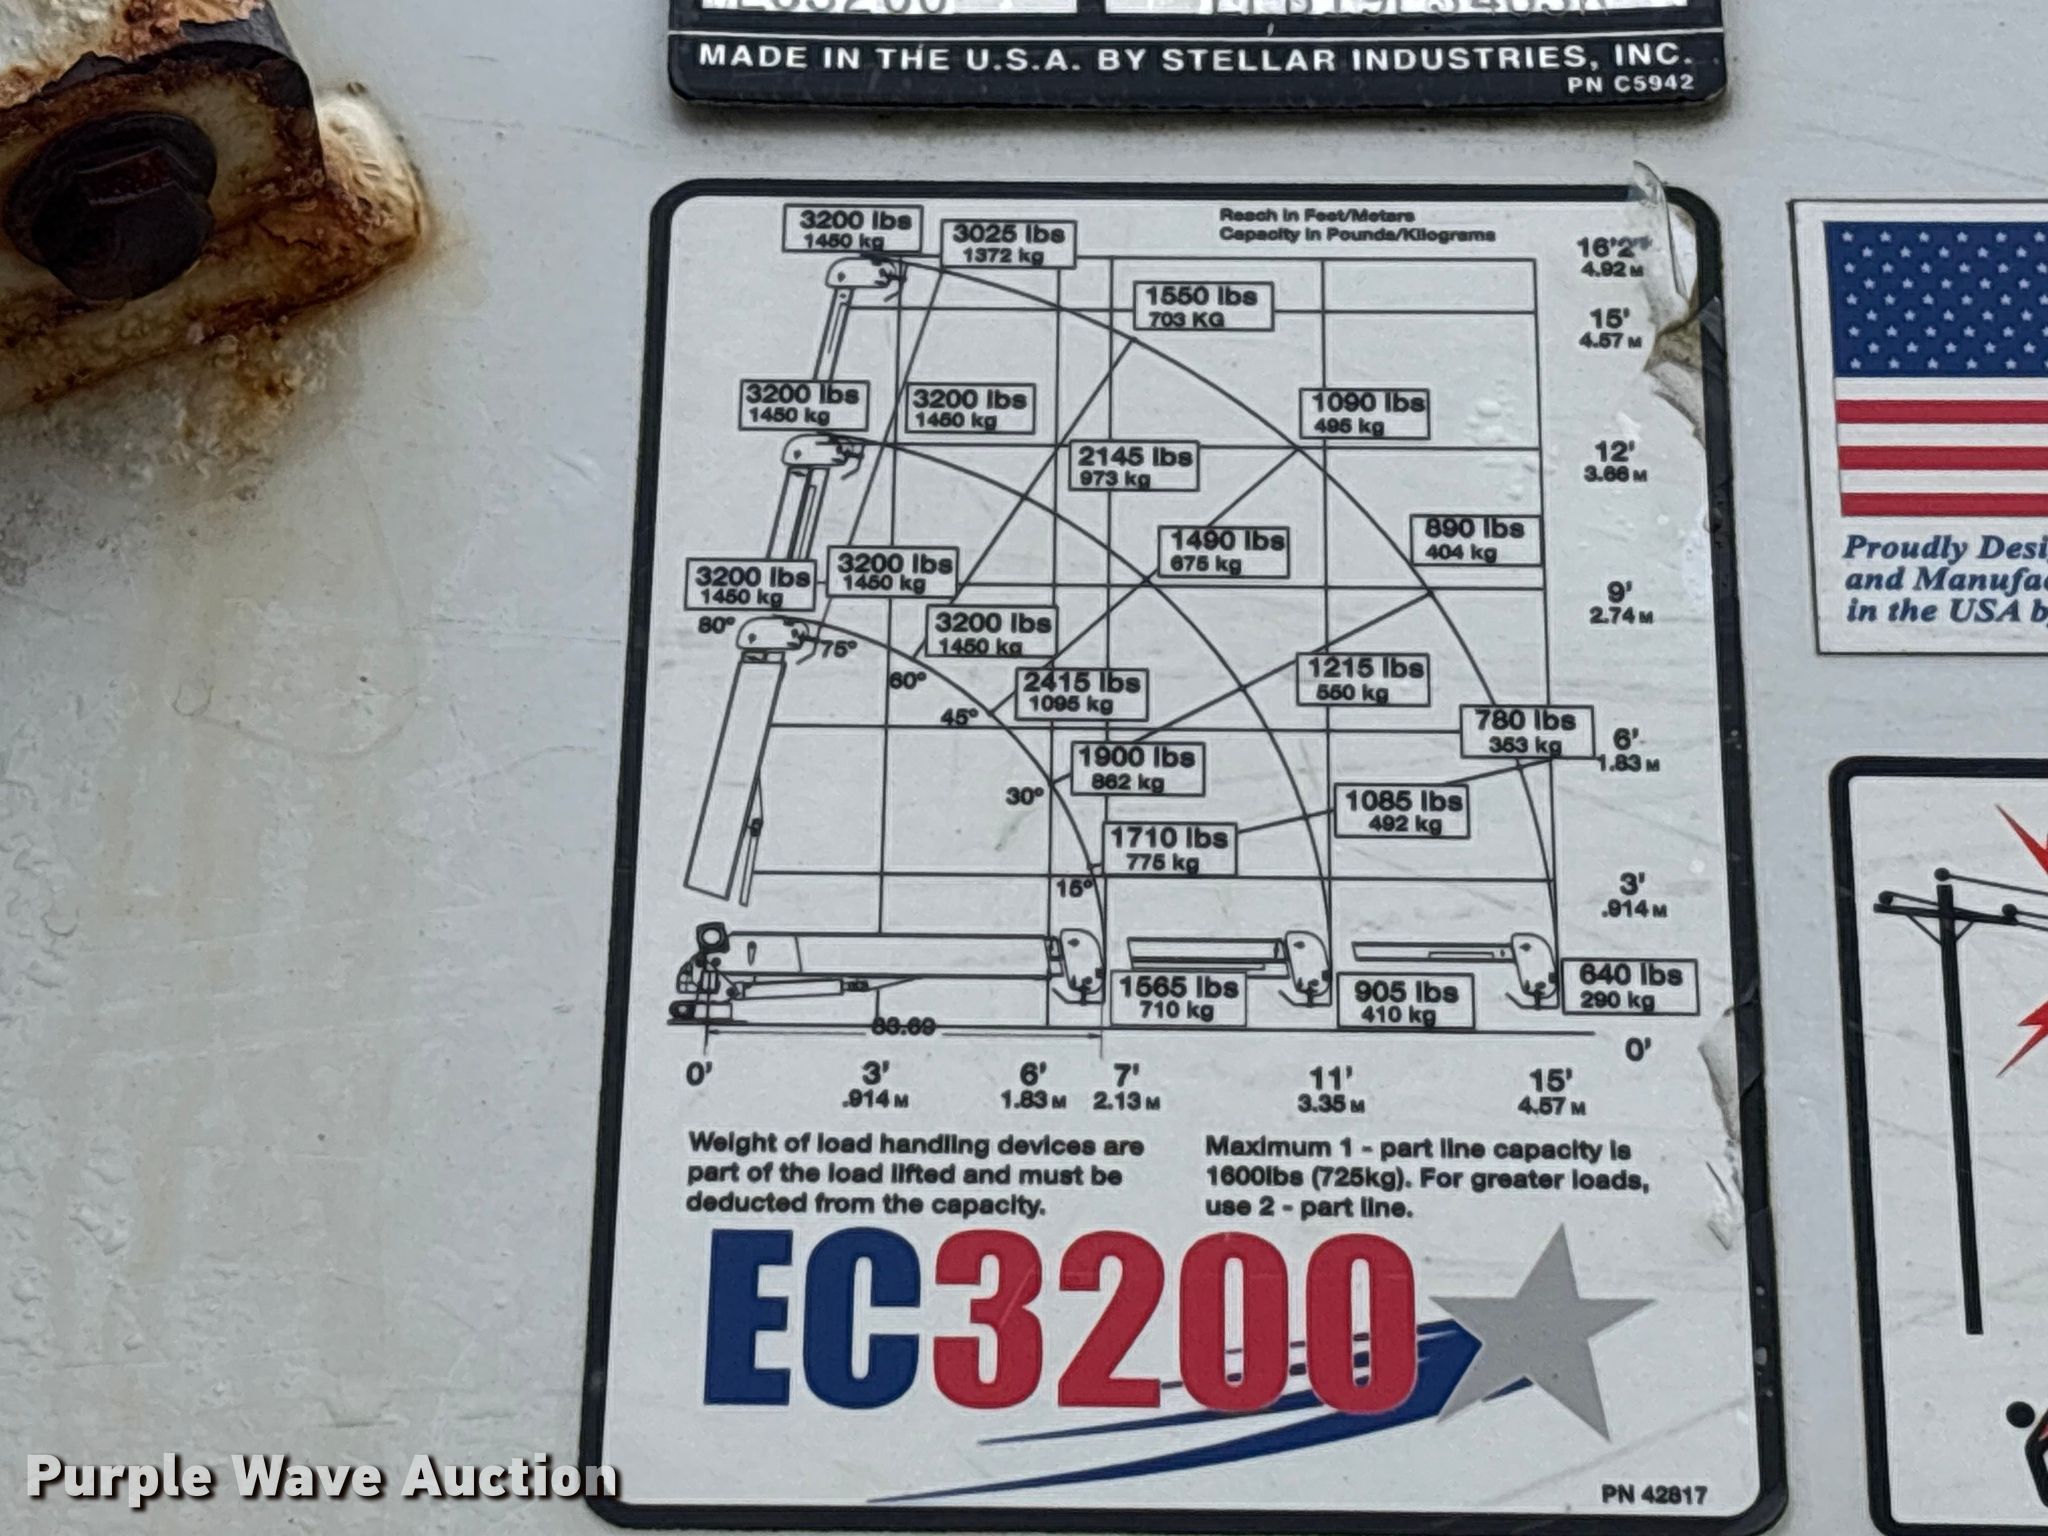 MADE IN THE U.S.A. BY STELLAR INDUSTRIES, INC.
PN C5942
Reach in Feet/Meters
Capacity in Pounds/Kilograms
3200 lbs
1450 kg
3025 lbs
1372 kg
16'2"
4.92 M
1550 lbs
703 KG
15'
4.57 M
3200 lbs
1450 kg
3200 lbs
1450 kg
1090 lbs
495 kg
2145 lbs
973 kg
12'
3.66 M
1490 lbs
675 kg
890 lbs
404 kg
3200 lbs
1450 kg
3200 lbs
1450 kg
9'
2.74 M
3200 lbs
1450 kg
80°
75°
60°
45°
30°
15°
2415 lbs
1095 kg
1215 lbs
550 kg
780 lbs
353 kg
6'
1.83 M
1900 lbs
862 kg
1085 lbs
492 kg
1710 lbs
775 kg
3'
.914 M
1565 lbs
710 kg
905 lbs
410 kg
640 lbs
290 kg
83.69
0'
0'
3'
.914 M
6'
1.83 M
7'
2.13 M
11'
3.35 M
15'
4.57 M
Weight of load handling devices are
part of the load lifted and must be
deducted from the capacity.
Maximum 1 - part line capacity is
1600lbs (725kg). For greater loads,
use 2 - part line.
EC3200
PN 42817
Proudly Desi
and Manufac
in the USA b
Purple Wave Auction